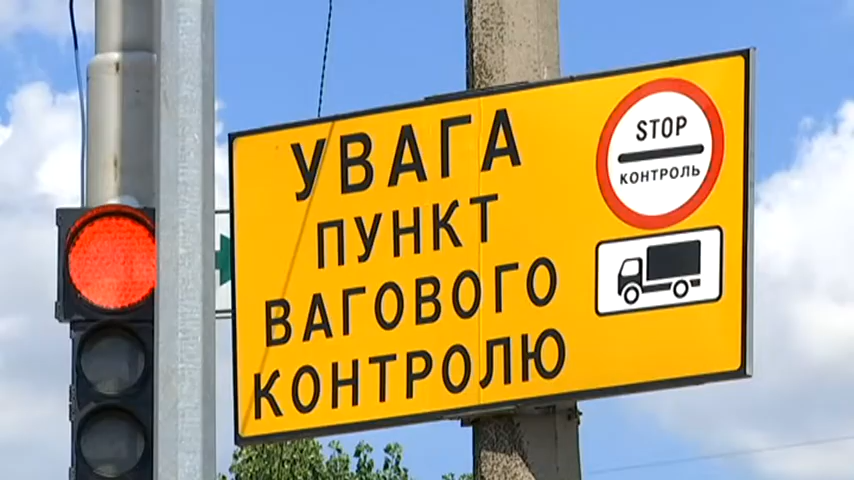 УВАГА
ПУНКТ
ВАГОВОГО
КОНТРОЛЮ
STOP
КОНТРОЛЬ